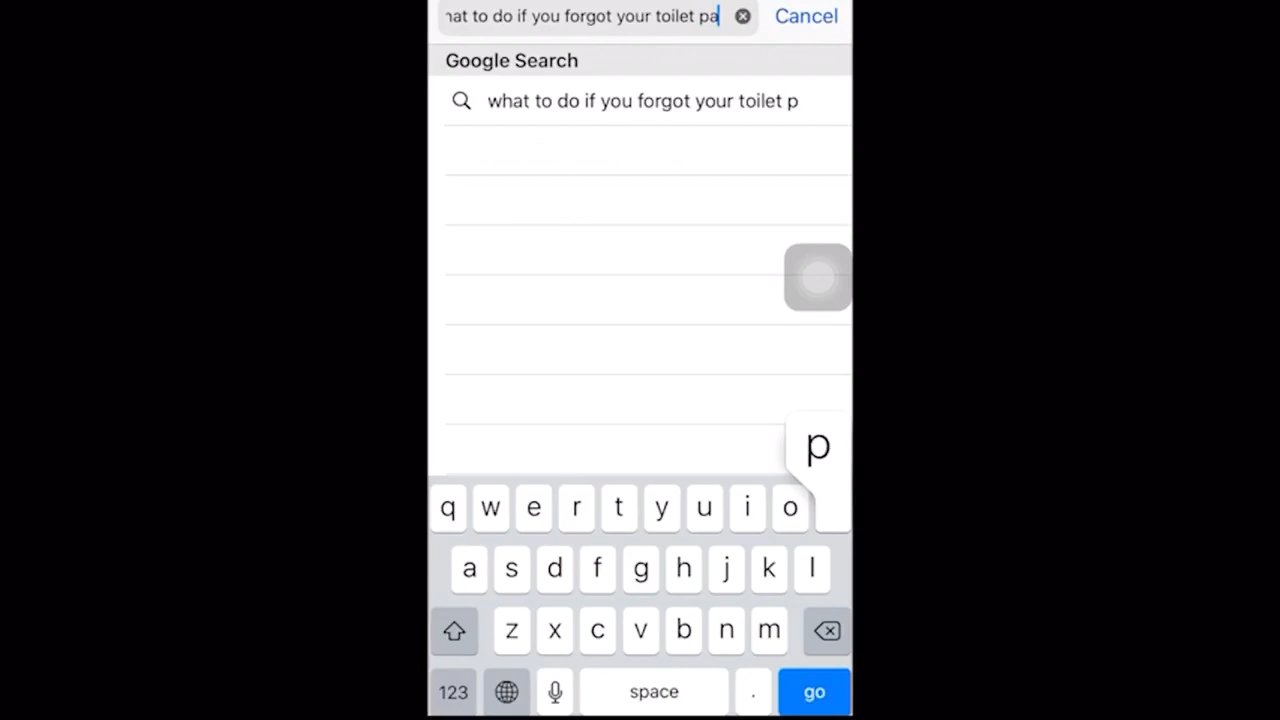 hat to do if you forgot your toilet pa Cancel
Google Search
what to do if you forgot your toilet p
p
q w e r t y u i o
a s d f g h j k l
z x c v b n m
123 space . go